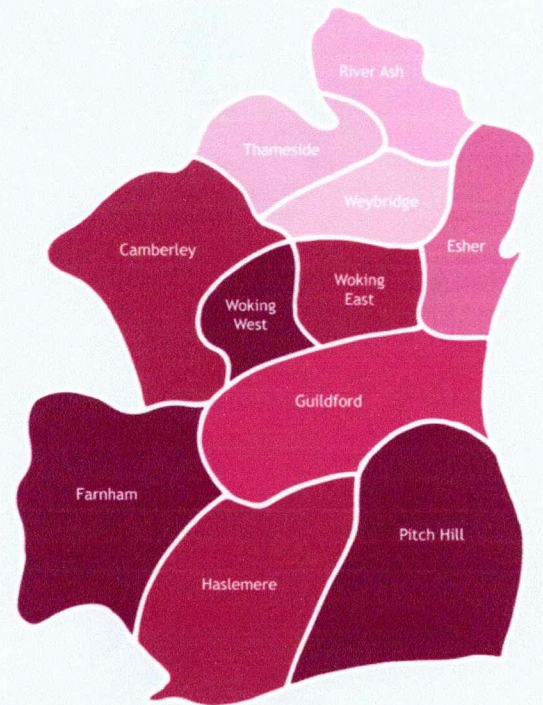 River Ash
Thameside
Weybridge
Esher
Camberley
Woking
East
Woking
West
Guildford
Farnham
Pitch Hill
Haslemere